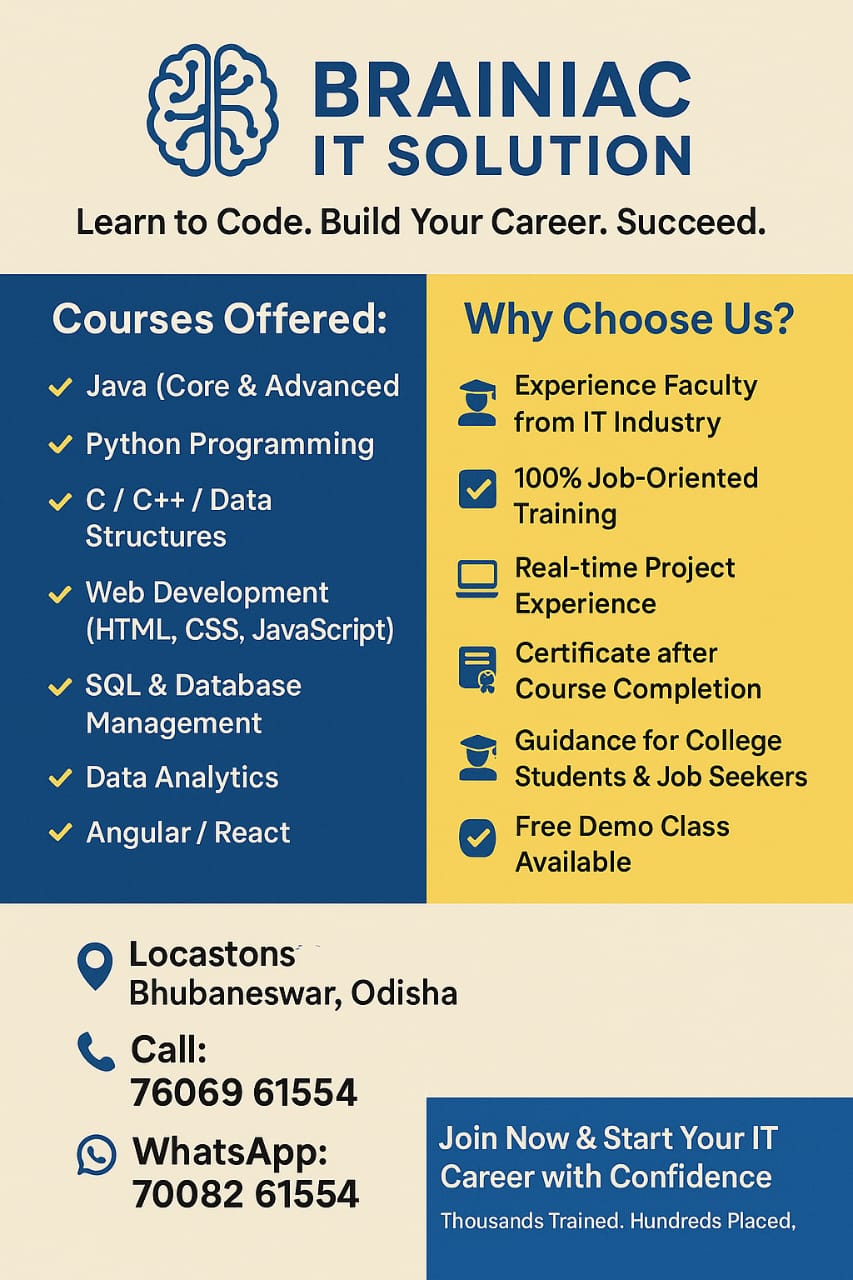 BRAINIAC
IT SOLUTION
Learn to Code. Build Your Career. Succeed.
Courses Offered:
Java (Core & Advanced
Python Programming
C / C++ / Data
Structures
Web Development
(HTML, CSS, JavaScript)
SQL & Database
Management
Data Analytics
Angular / React
Why Choose Us?
Experience Faculty
from IT Industry
100% Job-Oriented
Training
Real-time Project
Experience
Certificate after
Course Completion
Guidance for College
Students & Job Seekers
Free Demo Class
Available
Locastons
Bhubaneswar, Odisha
Call:
76069 61554
WhatsApp:
70082 61554
Join Now & Start Your IT
Career with Confidence
Thousands Trained. Hundreds Placed,